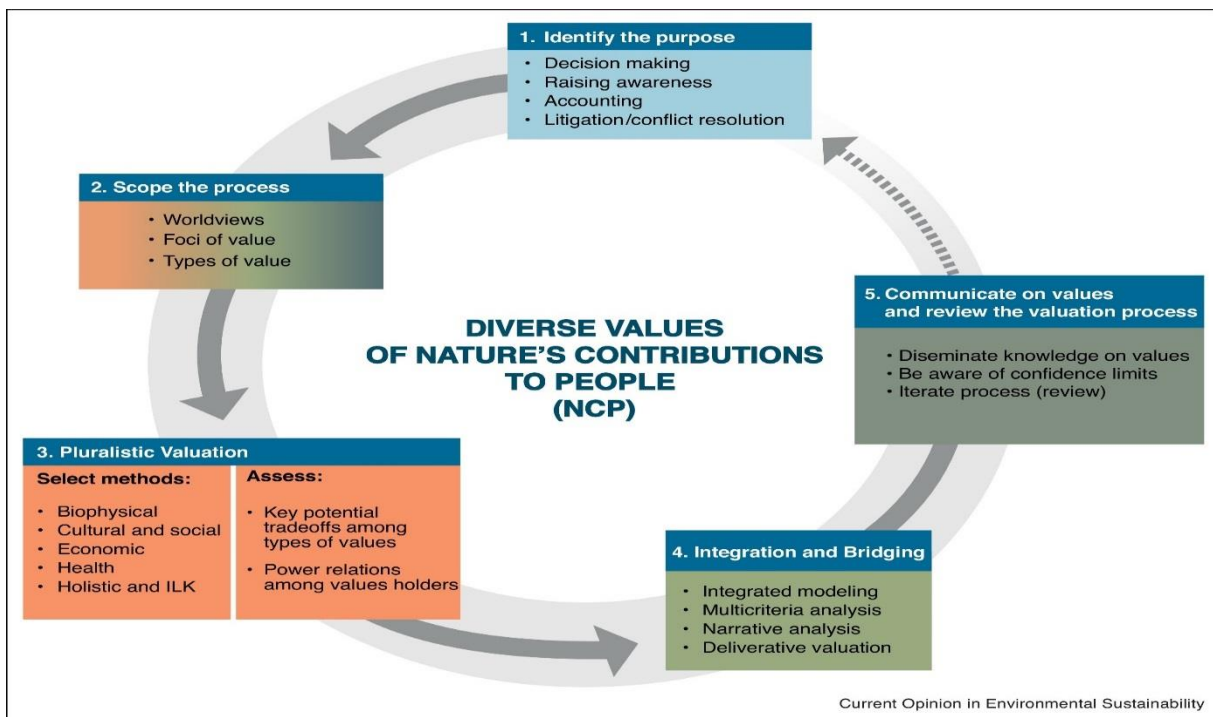 1. Identify the purpose
• Decision making
• Raising awareness
• Accounting
• Litigation/conflict resolution
2. Scope the process
• Worldviews
• Foci of value
• Types of value
DIVERSE VALUES
OF NATURE'S CONTRIBUTIONS
TO PEOPLE
(NCP)
3. Pluralistic Valuation
Select methods:
• Biophysical
• Cultural and social
• Economic
• Health
• Holistic and ILK
Assess:
• Key potential
tradeoffs among
types of values
• Power relations
among values holders
4. Integration and Bridging
• Integrated modeling
• Multicriteria analysis
• Narrative analysis
• Deliverative valuation
5. Communicate on values
and review the valuation process
• Diseminate knowledge on values
• Be aware of confidence limits
• Iterate process (review)
Current Opinion in Environmental Sustainability